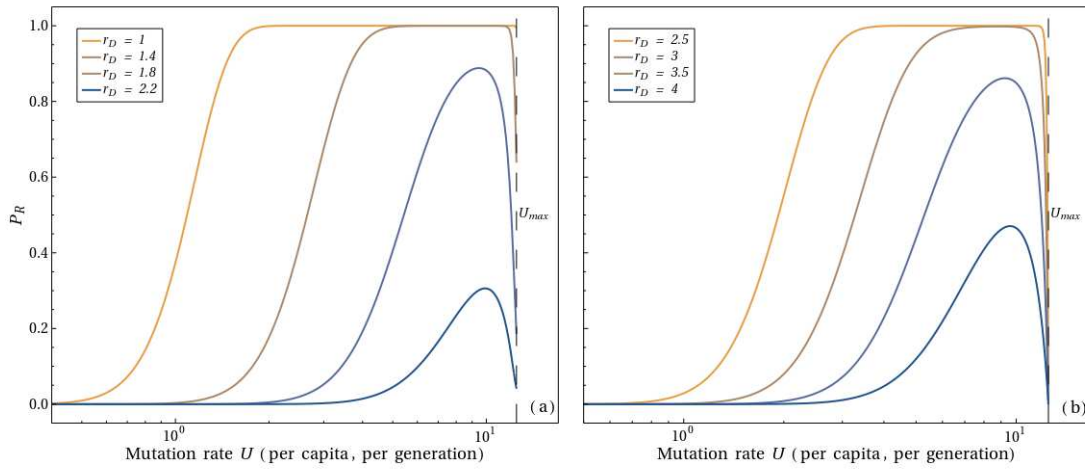 1.0
0.8
0.6
0.4
0.2
0.0
P_R
r_D = 1
r_D = 1.4
r_D = 1.8
r_D = 2.2
U_max
(a)
10^0
10^1
Mutation rate U (per capita, per generation)
r_D = 2.5
r_D = 3
r_D = 3.5
r_D = 4
U_max
(b)
10^0
10^1
Mutation rate U (per capita, per generation)